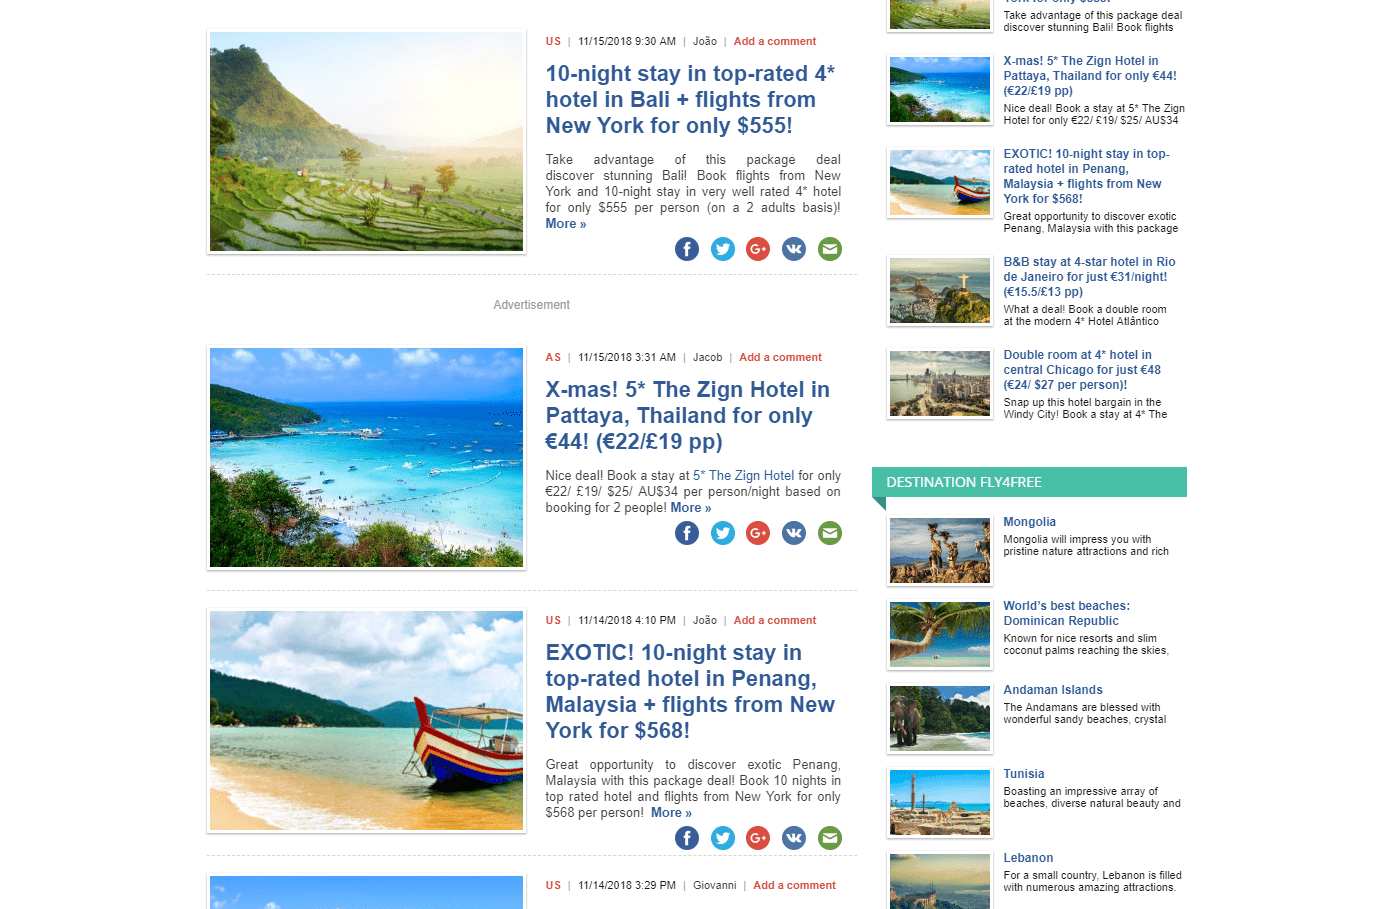 US | 11/15/2018 9:30 AM | João | Add a comment
10-night stay in top-rated 4*
hotel in Bali + flights from
New York for only $555!
Take advantage of this package deal
discover stunning Bali! Book flights from New
York and 10-night stay in very well rated 4* hotel
for only $555 per person (on a 2 adults basis)!
More »
Advertisement
AS | 11/15/2018 3:31 AM | Jacob | Add a comment
X-mas! 5* The Zign Hotel in
Pattaya, Thailand for only
€44! (€22/£19 pp)
Nice deal! Book a stay at 5* The Zign Hotel for only
€22/ £19/ $25/ AU$34 per person/night based on
booking for 2 people! More »
US | 11/14/2018 4:10 PM | João | Add a comment
EXOTIC! 10-night stay in
top-rated hotel in Penang,
Malaysia + flights from New
York for $568!
Great opportunity to discover exotic Penang,
Malaysia with this package deal! Book 10 nights in
top rated hotel and flights from New York for only
$568 per person! More »
US | 11/14/2018 3:29 PM | Giovanni | Add a comment
Take advantage of this package deal
discover stunning Bali! Book flights
X-mas! 5* The Zign Hotel in
Pattaya, Thailand for only €44!
(€22/£19 pp)
Nice deal! Book a stay at 5* The Zign
Hotel for only €22/ £19/ $25/ AU$34
EXOTIC! 10-night stay in top-
rated hotel in Penang,
Malaysia + flights from New
York for $568!
Great opportunity to discover exotic
Penang, Malaysia with this package
B&B stay at 4-star hotel in Rio
de Janeiro for just €31/night!
(€15.5/£13 pp)
What a deal! Book a double room
at the modern 4* Hotel Atlântico
Double room at 4* hotel in
central Chicago for just €48
(€24/ $27 per person)!
Snap up this hotel bargain in the
Windy City! Book a stay at 4* The
DESTINATION FLY4FREE
Mongolia
Mongolia will impress you with
pristine nature attractions and rich
World's best beaches:
Dominican Republic
Known for nice resorts and slim
coconut palms reaching the skies,
Andaman Islands
The Andamans are blessed with
wonderful sandy beaches, crystal
Tunisia
Boasting an impressive array of
beaches, diverse natural beauty and
Lebanon
For a small country, Lebanon is filled
with numerous amazing attractions.